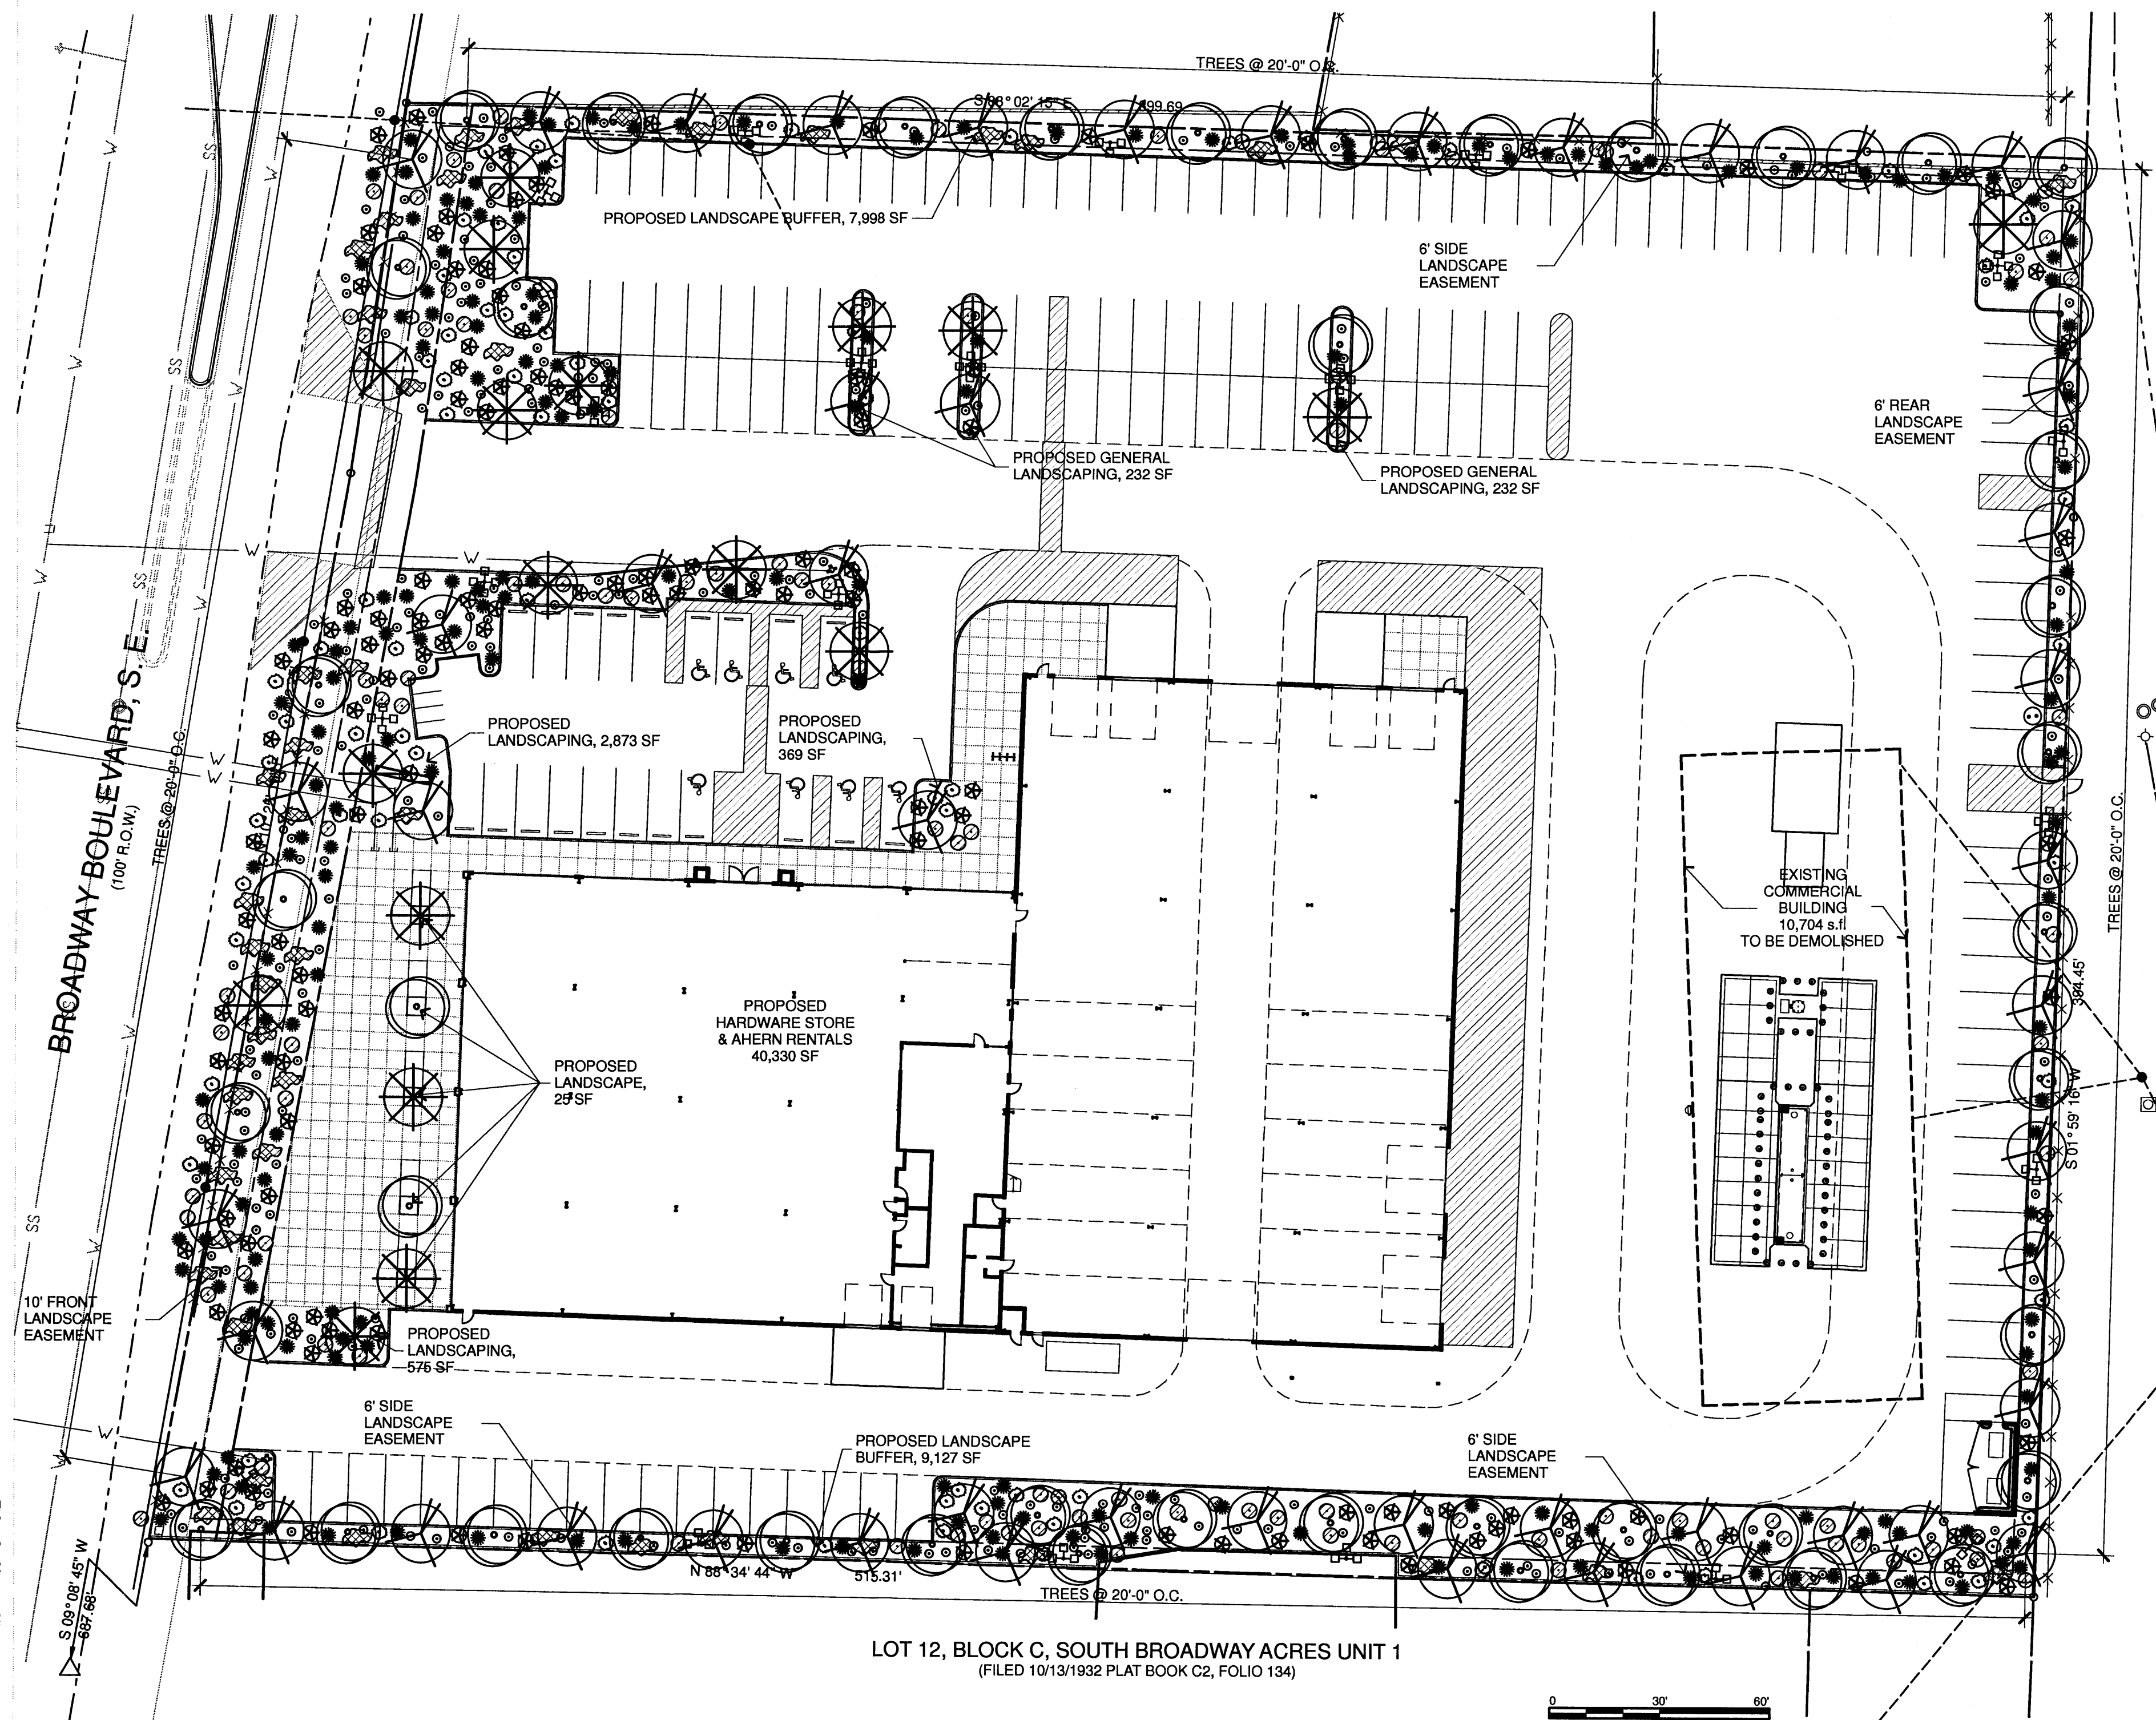 TREES @ 20'-0" O.C.
S 88° 02' 15" E
PROPOSED LANDSCAPE BUFFER, 7,998 SF
6' SIDE
LANDSCAPE
EASEMENT
6' REAR
LANDSCAPE
EASEMENT
PROPOSED GENERAL
LANDSCAPING, 232 SF
PROPOSED GENERAL
LANDSCAPING, 232 SF
SS
SS
SS
SS
W
W
W
W
W
W
W
W
W
W
BROADWAY BOULEVARD, S. E.
(100' R.O.W.)
TREES @ 20'-0" O.C.
PROPOSED
LANDSCAPING, 2,873 SF
PROPOSED
LANDSCAPING,
369 SF
EXISTING
COMMERCIAL
BUILDING
10,704 s.f.
TO BE DEMOLISHED
TREES @ 20'-0" O.C.
384.45'
S 01° 59' 16" W
PROPOSED
HARDWARE STORE
& AHERN RENTALS
40,330 SF
PROPOSED
LANDSCAPE,
25 SF
10' FRONT
LANDSCAPE
EASEMENT
PROPOSED
LANDSCAPING,
575 SF
6' SIDE
LANDSCAPE
EASEMENT
PROPOSED LANDSCAPE
BUFFER, 9,127 SF
6' SIDE
LANDSCAPE
EASEMENT
N 88° 34' 44" W
515.31'
TREES @ 20'-0" O.C.
S 09° 08' 45" W
687.68'
LOT 12, BLOCK C, SOUTH BROADWAY ACRES UNIT 1
(FILED 10/13/1932 PLAT BOOK C2, FOLIO 134)
0 30' 60'